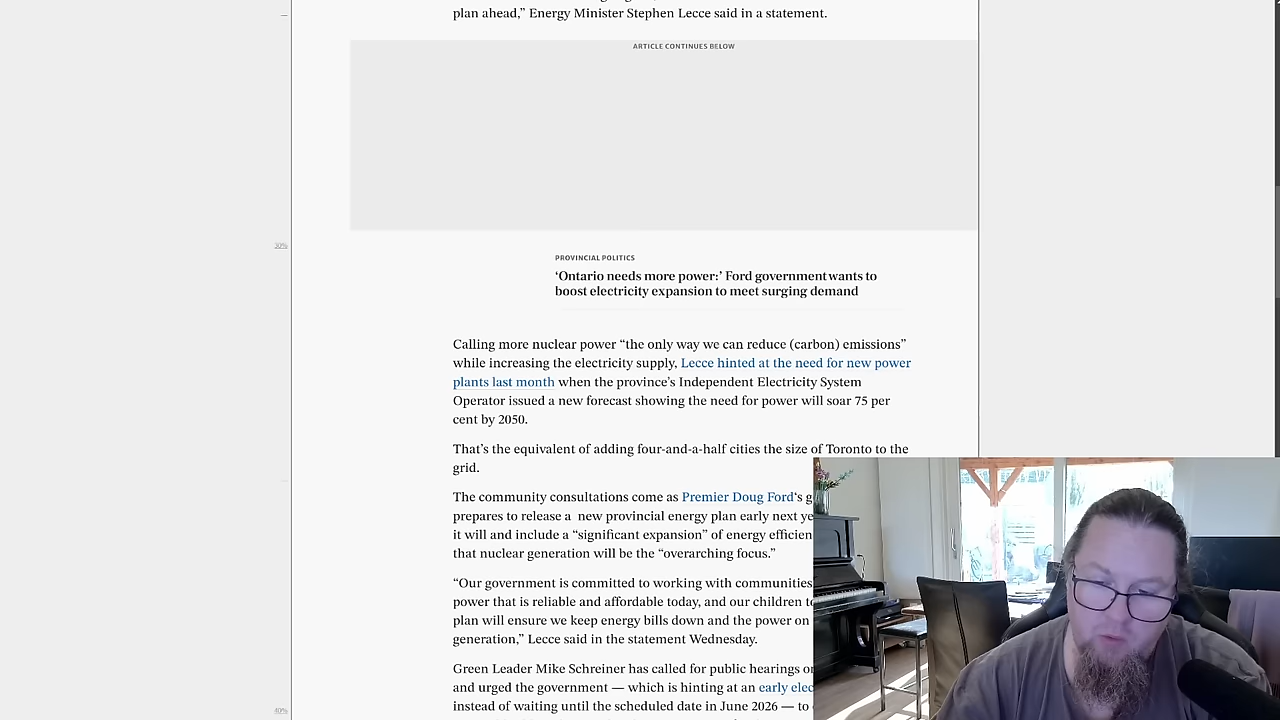 plan ahead,” Energy Minister Stephen Lecce said in a statement.
ARTICLE CONTINUES BELOW
30%
PROVINCIAL POLITICS
‘Ontario needs more power:’ Ford government wants to
boost electricity expansion to meet surging demand
Calling more nuclear power “the only way we can reduce (carbon) emissions”
while increasing the electricity supply, Lecce hinted at the need for new power
plants last month when the province’s Independent Electricity System
Operator issued a new forecast showing the need for power will soar 75 per
cent by 2050.
That’s the equivalent of adding four-and-a-half cities the size of Toronto to the
grid.
The community consultations come as Premier Doug Ford‘s g
prepares to release a new provincial energy plan early next ye
it will and include a “significant expansion” of energy efficien
that nuclear generation will be the “overarching focus.”
“Our government is committed to working with communities
power that is reliable and affordable today, and our children to
plan will ensure we keep energy bills down and the power on
generation,” Lecce said in the statement Wednesday.
Green Leader Mike Schreiner has called for public hearings o
and urged the government — which is hinting at an early elec
instead of waiting until the scheduled date in June 2026 — to
40%